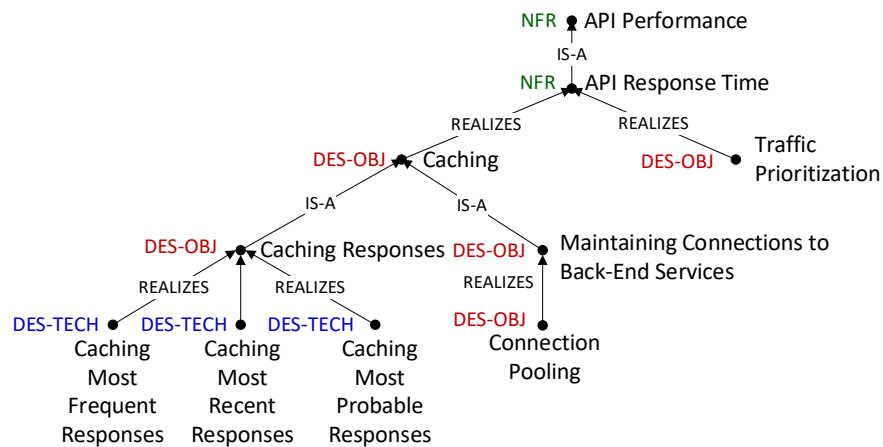 NFR API Performance
IS-A
NFR API Response Time
REALIZES REALIZES
DES-OBJ Caching DES-OBJ Traffic
Prioritization
IS-A IS-A
DES-OBJ Caching Responses DES-OBJ Maintaining Connections to
Back-End Services
REALIZES REALIZES REALIZES
DES-TECH DES-TECH DES-TECH DES-OBJ
Caching Caching Caching Connection
Most Most Most Pooling
Frequent Recent Probable
Responses Responses Responses